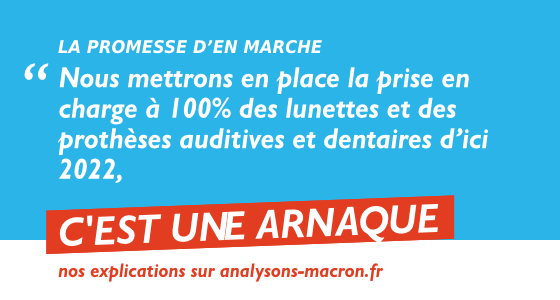 LA PROMESSE D'EN MARCHE
“ Nous mettrons en place la prise en
charge à 100% des lunettes et des
prothèses auditives et dentaires d'ici
2022,
C'EST UNE ARNAQUE
nos explications sur analysons-macron.fr